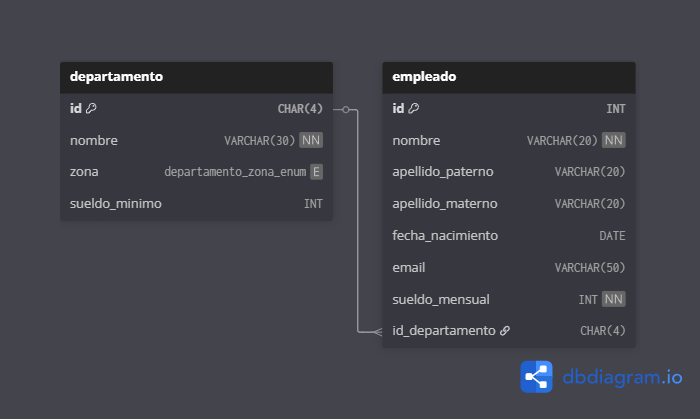 departamento
id CHAR(4)
nombre VARCHAR(30) NN
zona departamento_zona_enum E
sueldo_minimo INT
empleado
id INT
nombre VARCHAR(20) NN
apellido_paterno VARCHAR(20)
apellido_materno VARCHAR(20)
fecha_nacimiento DATE
email VARCHAR(50)
sueldo_mensual INT NN
id_departamento CHAR(4)
dbdiagram.io